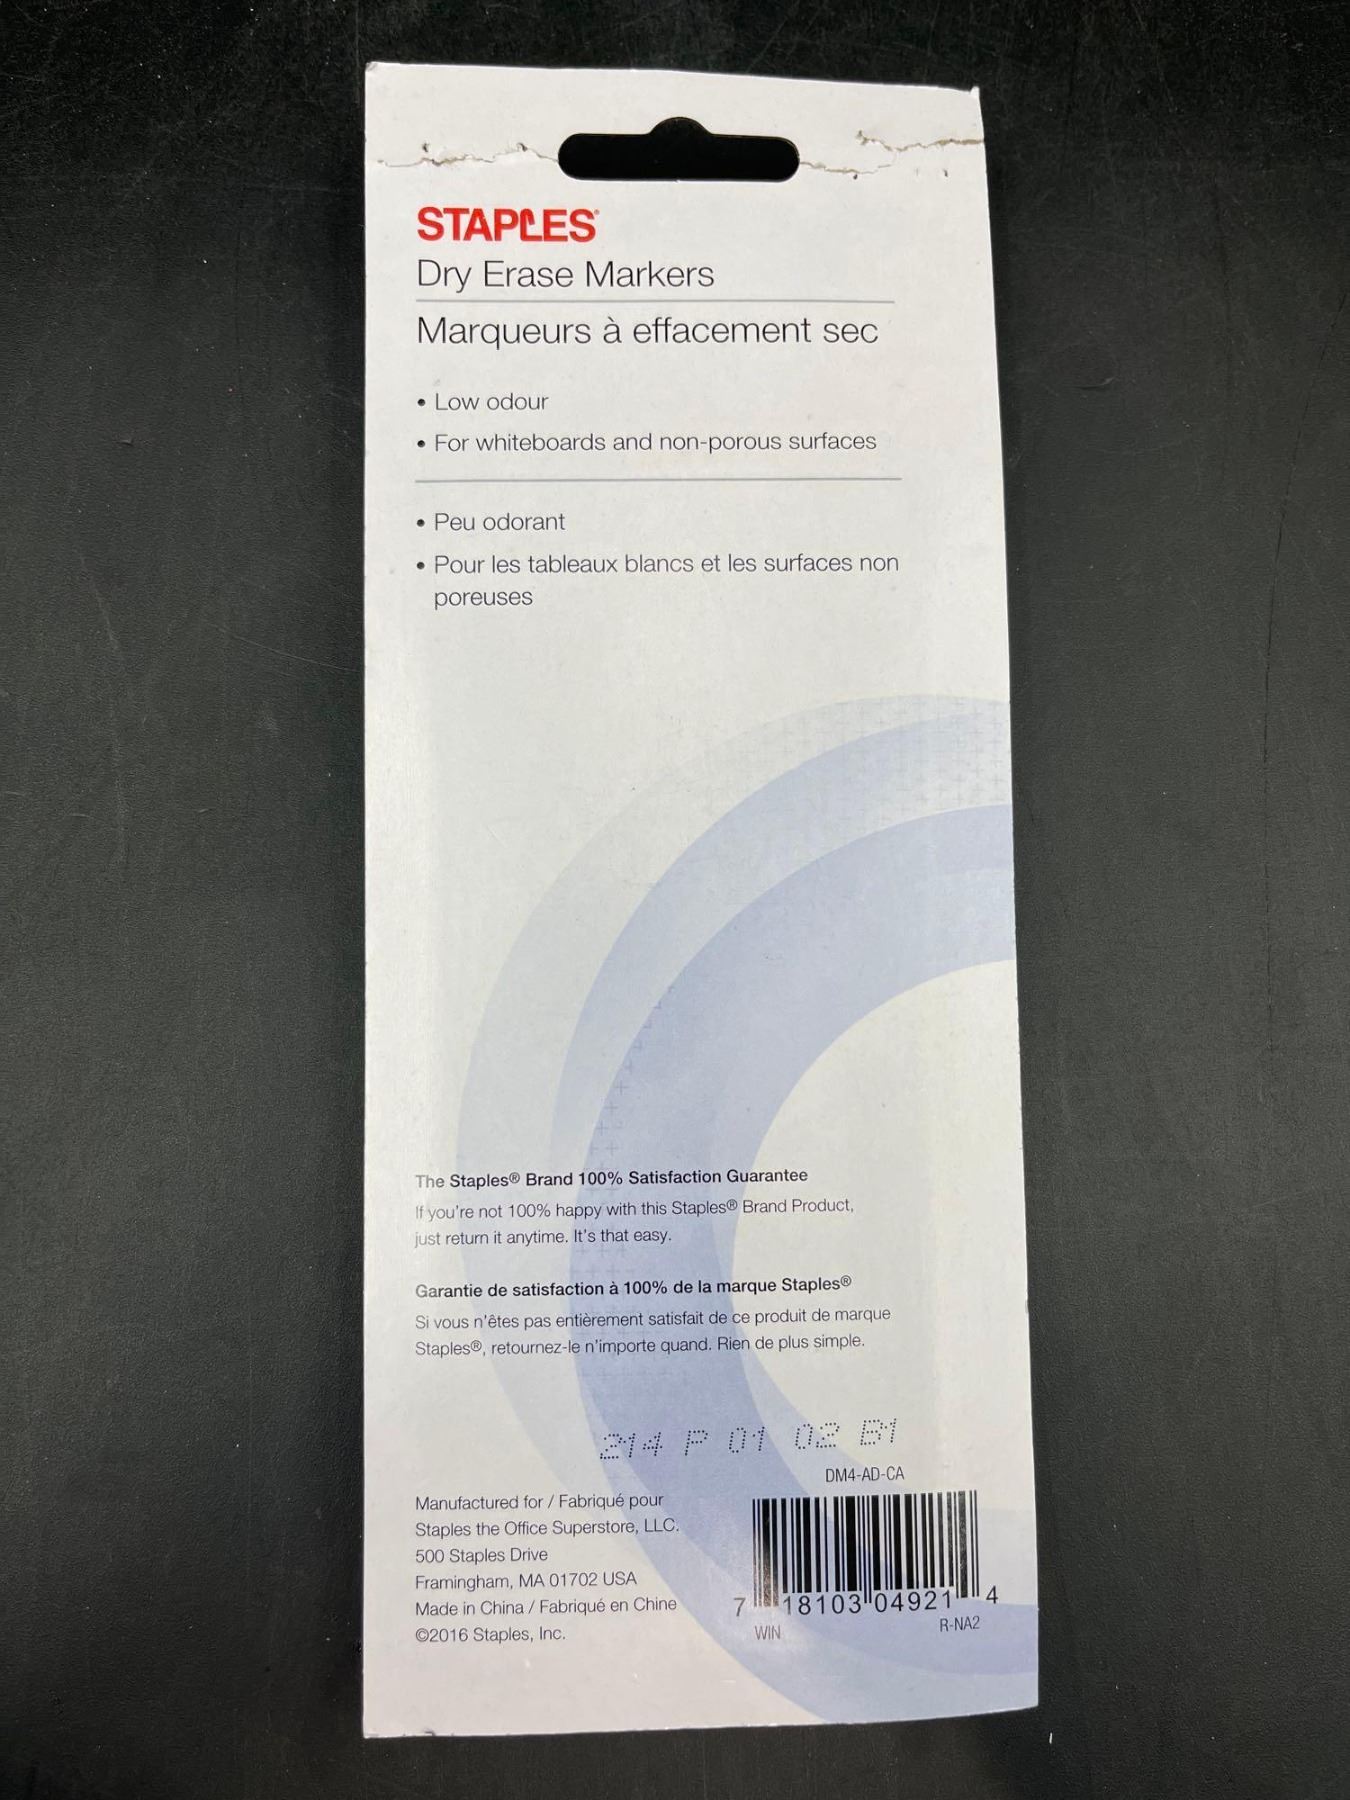 STAPLES®
Dry Erase Markers
Marqueurs à effacement sec
• Low odour
• For whiteboards and non-porous surfaces
• Peu odorant
• Pour les tableaux blancs et les surfaces non
poreuses
The Staples® Brand 100% Satisfaction Guarantee
If you're not 100% happy with this Staples® Brand Product,
just return it anytime. It's that easy.
Garantie de satisfaction à 100% de la marque Staples®
Si vous n'êtes pas entièrement satisfait de ce produit de marque
Staples®, retournez-le n'importe quand. Rien de plus simple.
214 P 01 02 B1
DM4-AD-CA
Manufactured for / Fabriqué pour
Staples the Office Superstore, LLC.
500 Staples Drive
Framingham, MA 01702 USA
Made in China / Fabriqué en Chine
©2016 Staples, Inc.
7 18103 04921 4
WIN R-NA2